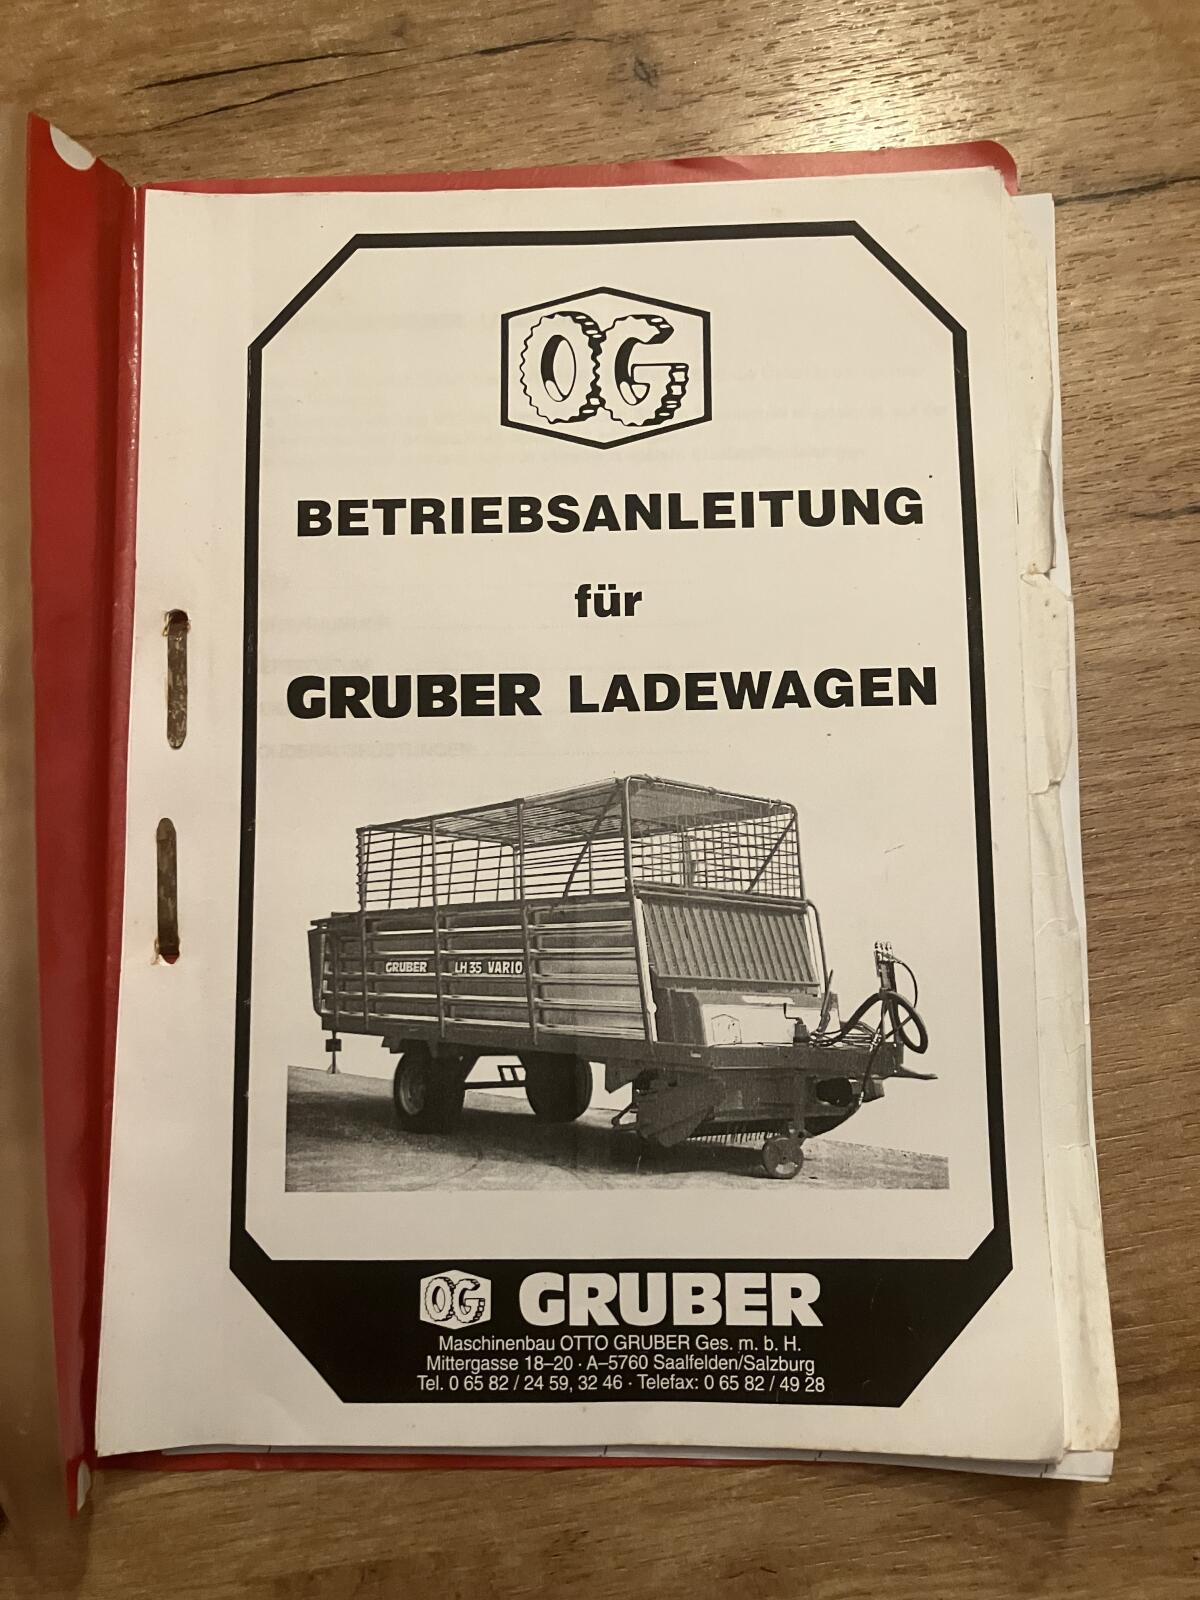 OG
BETRIEBSANLEITUNG
für
GRUBER LADEWAGEN
GRUBER LH 35 VARIO
OG GRUBER
Maschinenbau OTTO GRUBER Ges. m. b. H.
Mittergasse 18–20 · A–5760 Saalfelden/Salzburg
Tel. 0 65 82 / 24 59, 32 46 · Telefax: 0 65 82 / 49 28